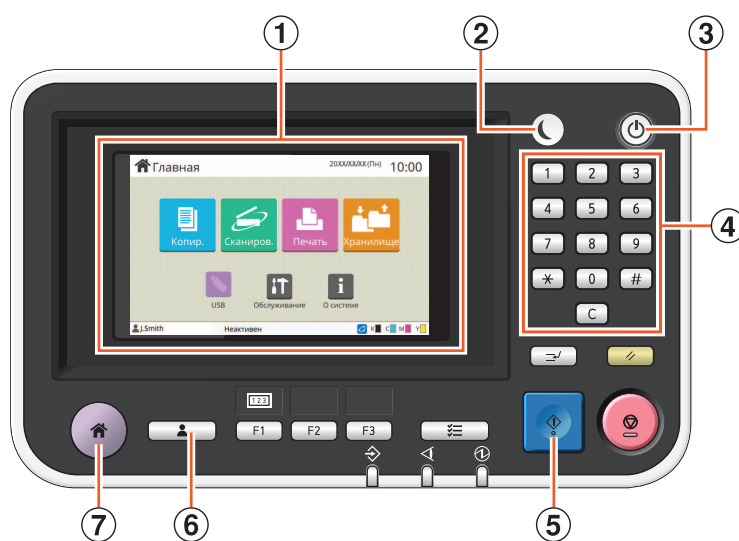 1
2
3
Главная
20XX/XX/XX (Пн)
10:00
Копир.
Сканиров.
Печать
Хранилище
USB
Обслуживание
О системе
J.Smith
Неактивен
K
C
M
Y
1 2 3
4 5 6
7 8 9
* 0 #
C
4
123
F1
F2
F3
7
6
5